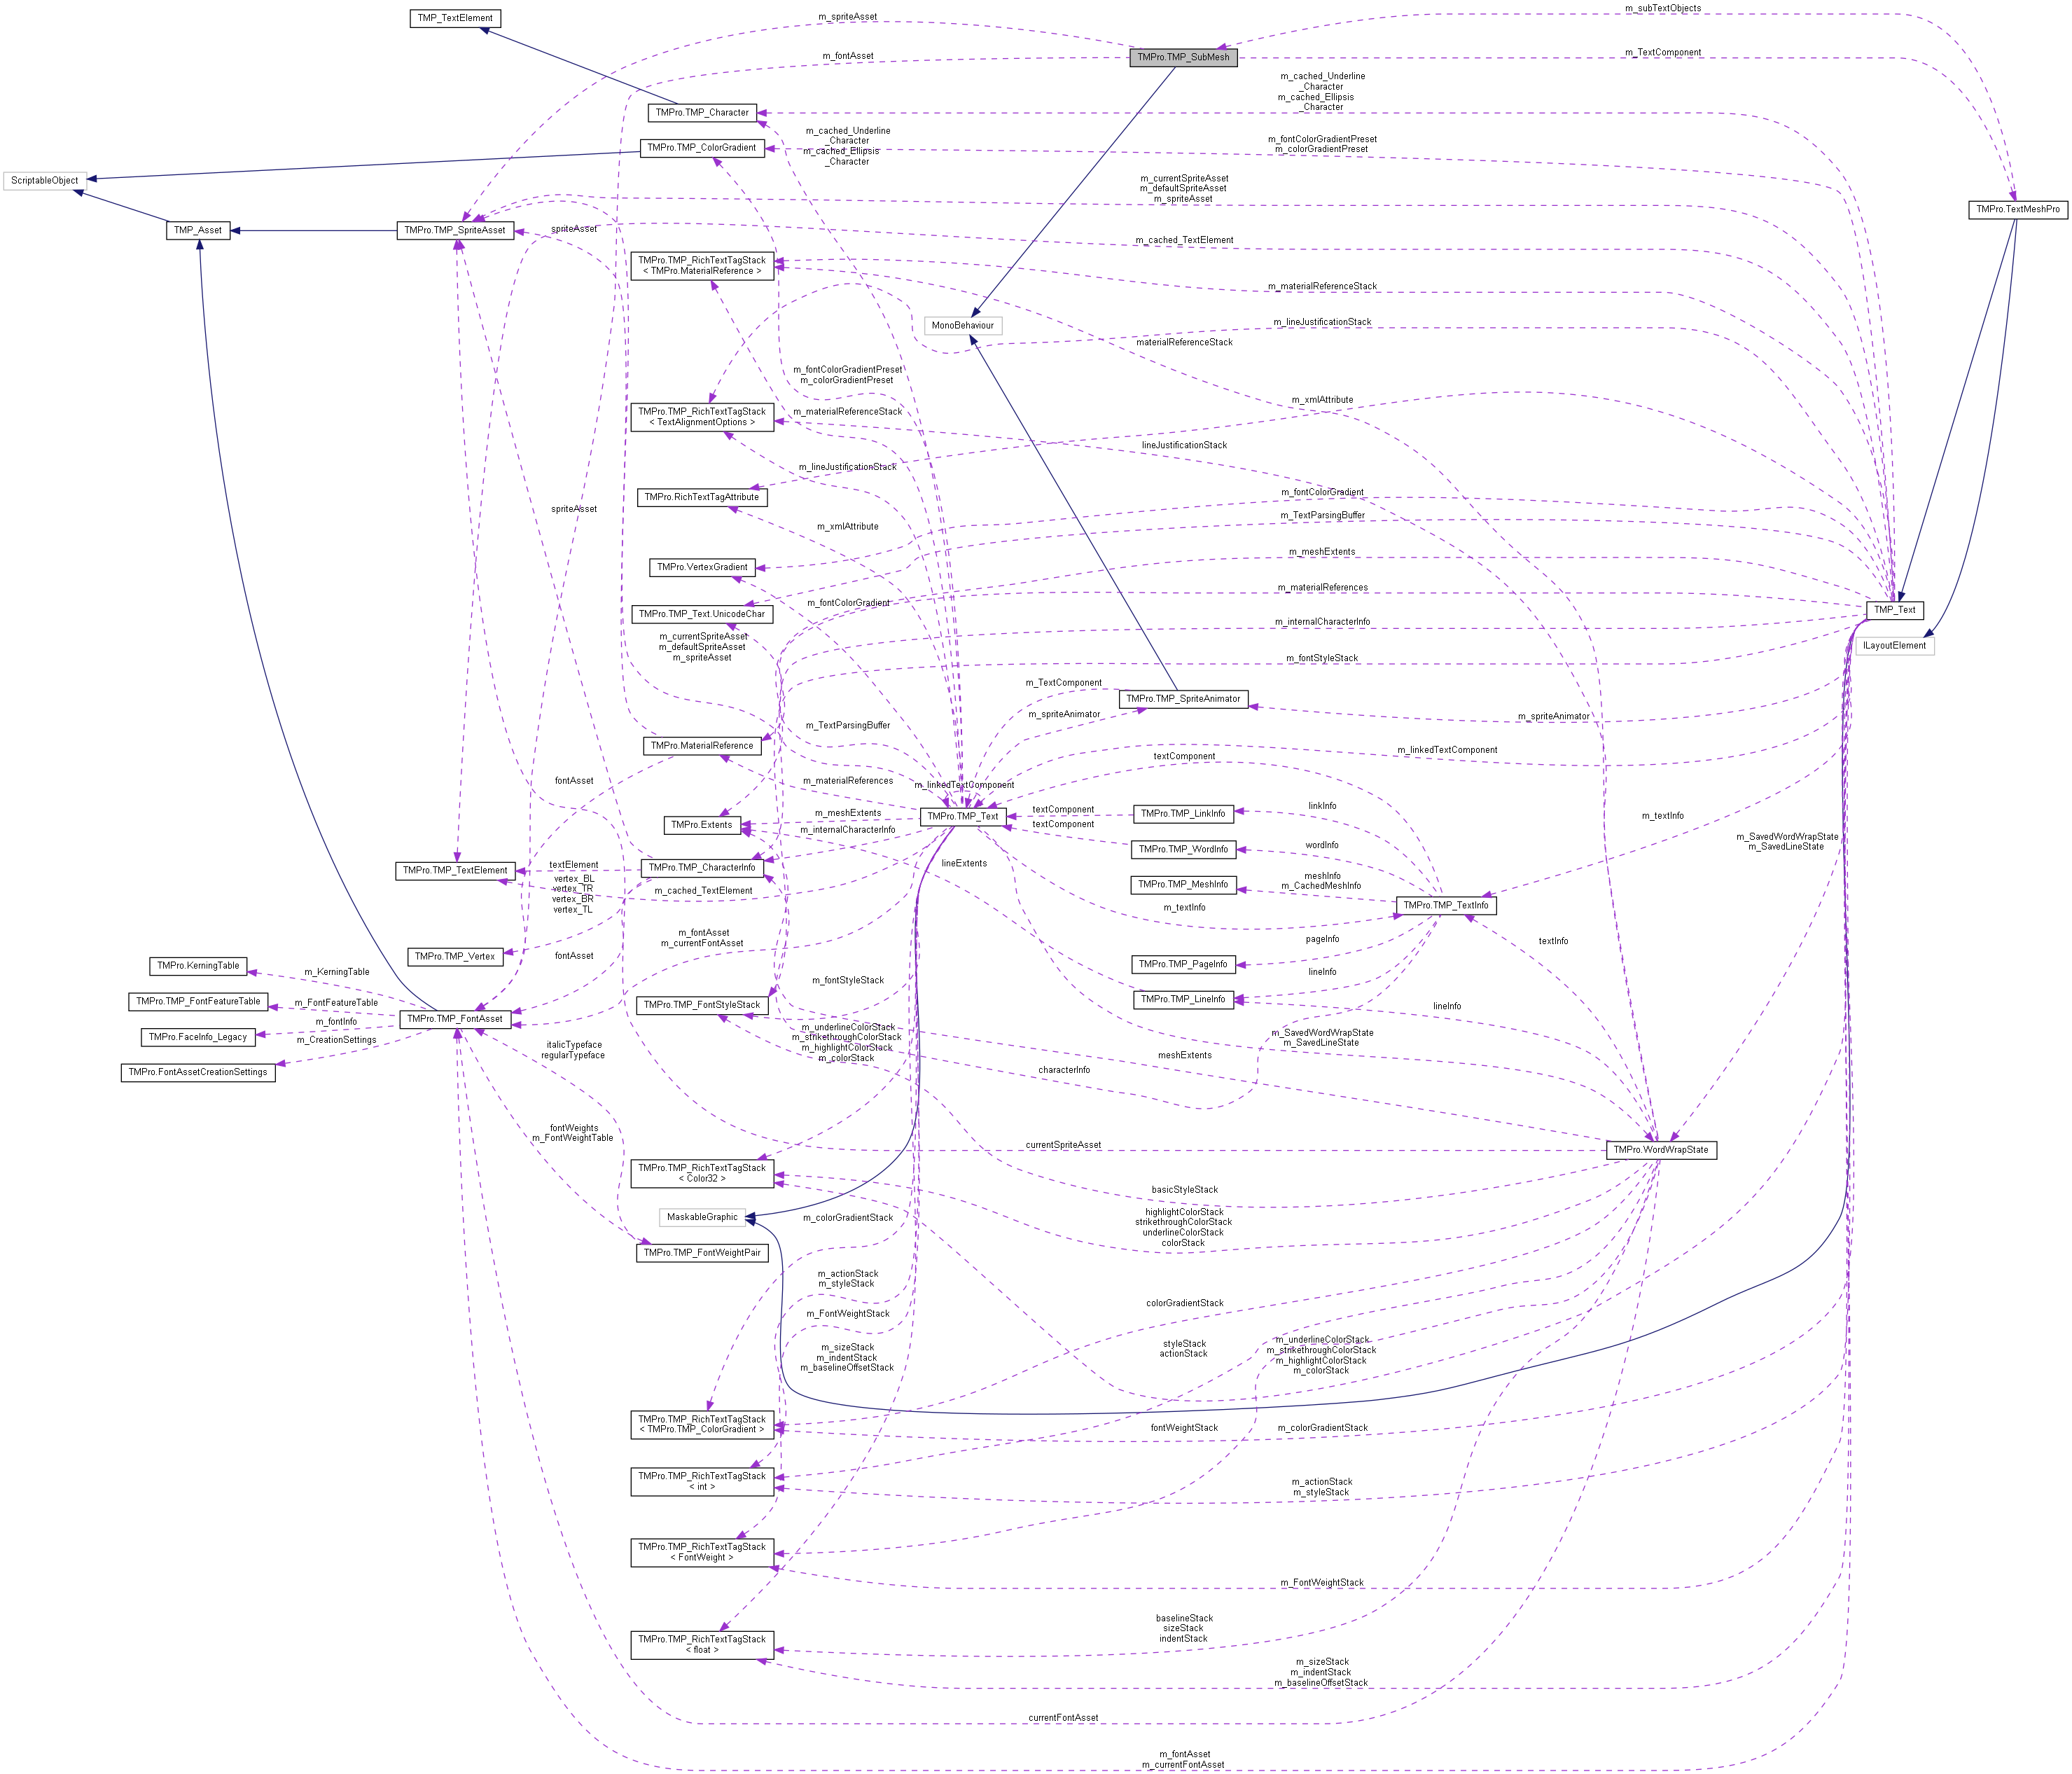 m_spriteAsset
m_subTextObjects
TMP_TextElement
m_fontAsset
TMPro.TMP_SubMesh
m_TextComponent
m_cached_Underline
_Character
m_cached_Ellipsis
_Character
TMPro.TMP_Character
m_cached_Underline
_Character
m_cached_Ellipsis
_Character
m_fontColorGradientPreset
m_colorGradientPreset
TMPro.TMP_ColorGradient
ScriptableObject
m_currentSpriteAsset
m_defaultSpriteAsset
m_spriteAsset
TMPro.TextMeshPro
TMP_Asset
TMPro.TMP_SpriteAsset
spriteAsset
m_cached_TextElement
TMPro.TMP_RichTextTagStack
< TMPro.MaterialReference >
m_materialReferenceStack
MonoBehaviour
m_lineJustificationStack
materialReferenceStack
m_fontColorGradientPreset
m_colorGradientPreset
m_xmlAttribute
TMPro.TMP_RichTextTagStack
< TextAlignmentOptions >
m_materialReferenceStack
lineJustificationStack
m_lineJustificationStack
TMPro.RichTextTagAttribute
m_fontColorGradient
spriteAsset
m_TextParsingBuffer
m_xmlAttribute
m_meshExtents
TMPro.VertexGradient
m_materialReferences
m_fontColorGradient
TMPro.TMP_Text.UnicodeChar
TMP_Text
m_internalCharacterInfo
m_currentSpriteAsset
m_defaultSpriteAsset
m_spriteAsset
ILayoutElement
m_fontStyleStack
m_TextComponent
TMPro.TMP_SpriteAnimator
m_spriteAnimator
m_spriteAnimator
m_TextParsingBuffer
TMPro.MaterialReference
m_linkedTextComponent
textComponent
fontAsset
m_materialReferences
m_linkedTextComponent
linkInfo
TMPro.TMP_Text
textComponent
TMPro.TMP_LinkInfo
m_meshExtents
m_textInfo
TMPro.Extents
textComponent
m_internalCharacterInfo
m_SavedWordWrapState
m_SavedLineState
wordInfo
TMPro.TMP_WordInfo
lineExtents
textElement
TMPro.TMP_TextElement
TMPro.TMP_CharacterInfo
vertex_BL
vertex_TR
vertex_BR
vertex_TL
m_cached_TextElement
TMPro.TMP_MeshInfo
meshInfo
m_CachedMeshInfo
TMPro.TMP_TextInfo
m_textInfo
m_fontAsset
m_currentFontAsset
pageInfo
textInfo
TMPro.TMP_Vertex
fontAsset
TMPro.KerningTable
m_KerningTable
TMPro.TMP_PageInfo
lineInfo
m_fontStyleStack
TMPro.TMP_FontFeatureTable
m_FontFeatureTable
TMPro.TMP_FontStyleStack
TMPro.TMP_LineInfo
lineInfo
m_fontInfo
TMPro.TMP_FontAsset
TMPro.FaceInfo_Legacy
m_CreationSettings
m_underlineColorStack
m_strikethroughColorStack
m_highlightColorStack
m_colorStack
m_SavedWordWrapState
m_SavedLineState
italicTypeface
regularTypeface
TMPro.FontAssetCreationSettings
meshExtents
characterInfo
fontWeights
m_FontWeightTable
currentSpriteAsset
TMPro.WordWrapState
TMPro.TMP_RichTextTagStack
< Color32 >
basicStyleStack
MaskableGraphic
m_colorGradientStack
highlightColorStack
strikethroughColorStack
underlineColorStack
colorStack
TMPro.TMP_FontWeightPair
m_actionStack
m_styleStack
colorGradientStack
m_FontWeightStack
m_sizeStack
m_indentStack
m_baselineOffsetStack
styleStack
actionStack
m_underlineColorStack
m_strikethroughColorStack
m_highlightColorStack
m_colorStack
TMPro.TMP_RichTextTagStack
< TMPro.TMP_ColorGradient >
fontWeightStack
m_colorGradientStack
TMPro.TMP_RichTextTagStack
< int >
m_actionStack
m_styleStack
TMPro.TMP_RichTextTagStack
< FontWeight >
m_FontWeightStack
baselineStack
sizeStack
indentStack
TMPro.TMP_RichTextTagStack
< float >
m_sizeStack
m_indentStack
m_baselineOffsetStack
currentFontAsset
m_fontAsset
m_currentFontAsset